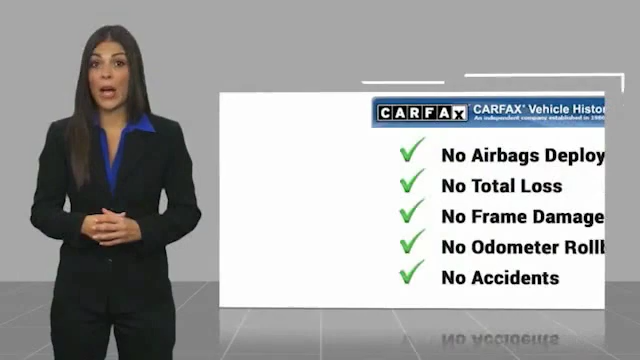 CARFAX
CARFAX Vehicle Histor
An independent company established in 1986
No Airbags Deploy
No Total Loss
No Frame Damage
No Odometer Rollb
No Accidents